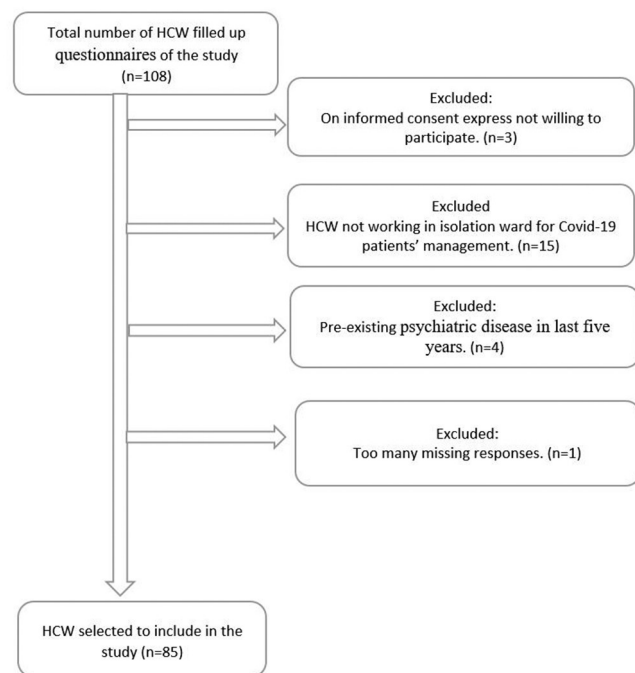 Total number of HCW filled up
questionnaires of the study
(n=108)
Excluded:
On informed consent express not willing to
participate. (n=3)
Excluded
HCW not working in isolation ward for Covid-19
patients’ management. (n=15)
Excluded:
Pre-existing psychiatric disease in last five
years. (n=4)
Excluded:
Too many missing responses. (n=1)
HCW selected to include in the
study (n=85)